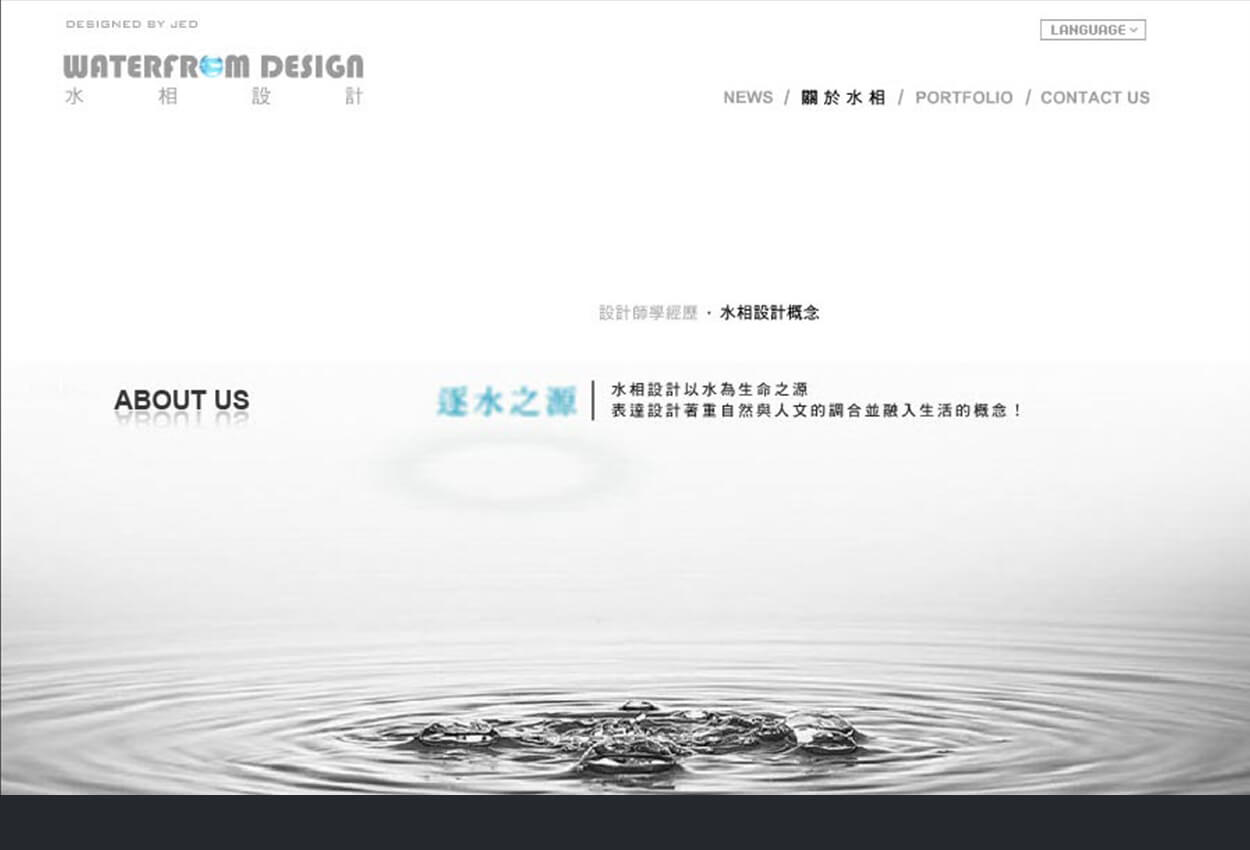 DESIGNED BY JED
LANGUAGE
WATERFROM DESIGN
水相設計
NEWS / 關於水相 / PORTFOLIO / CONTACT US
設計師學經歷 · 水相設計概念
ABOUT US
逐水之源
水相設計以水為生命之源
表達設計著重自然與人文的調合並融入生活的概念！